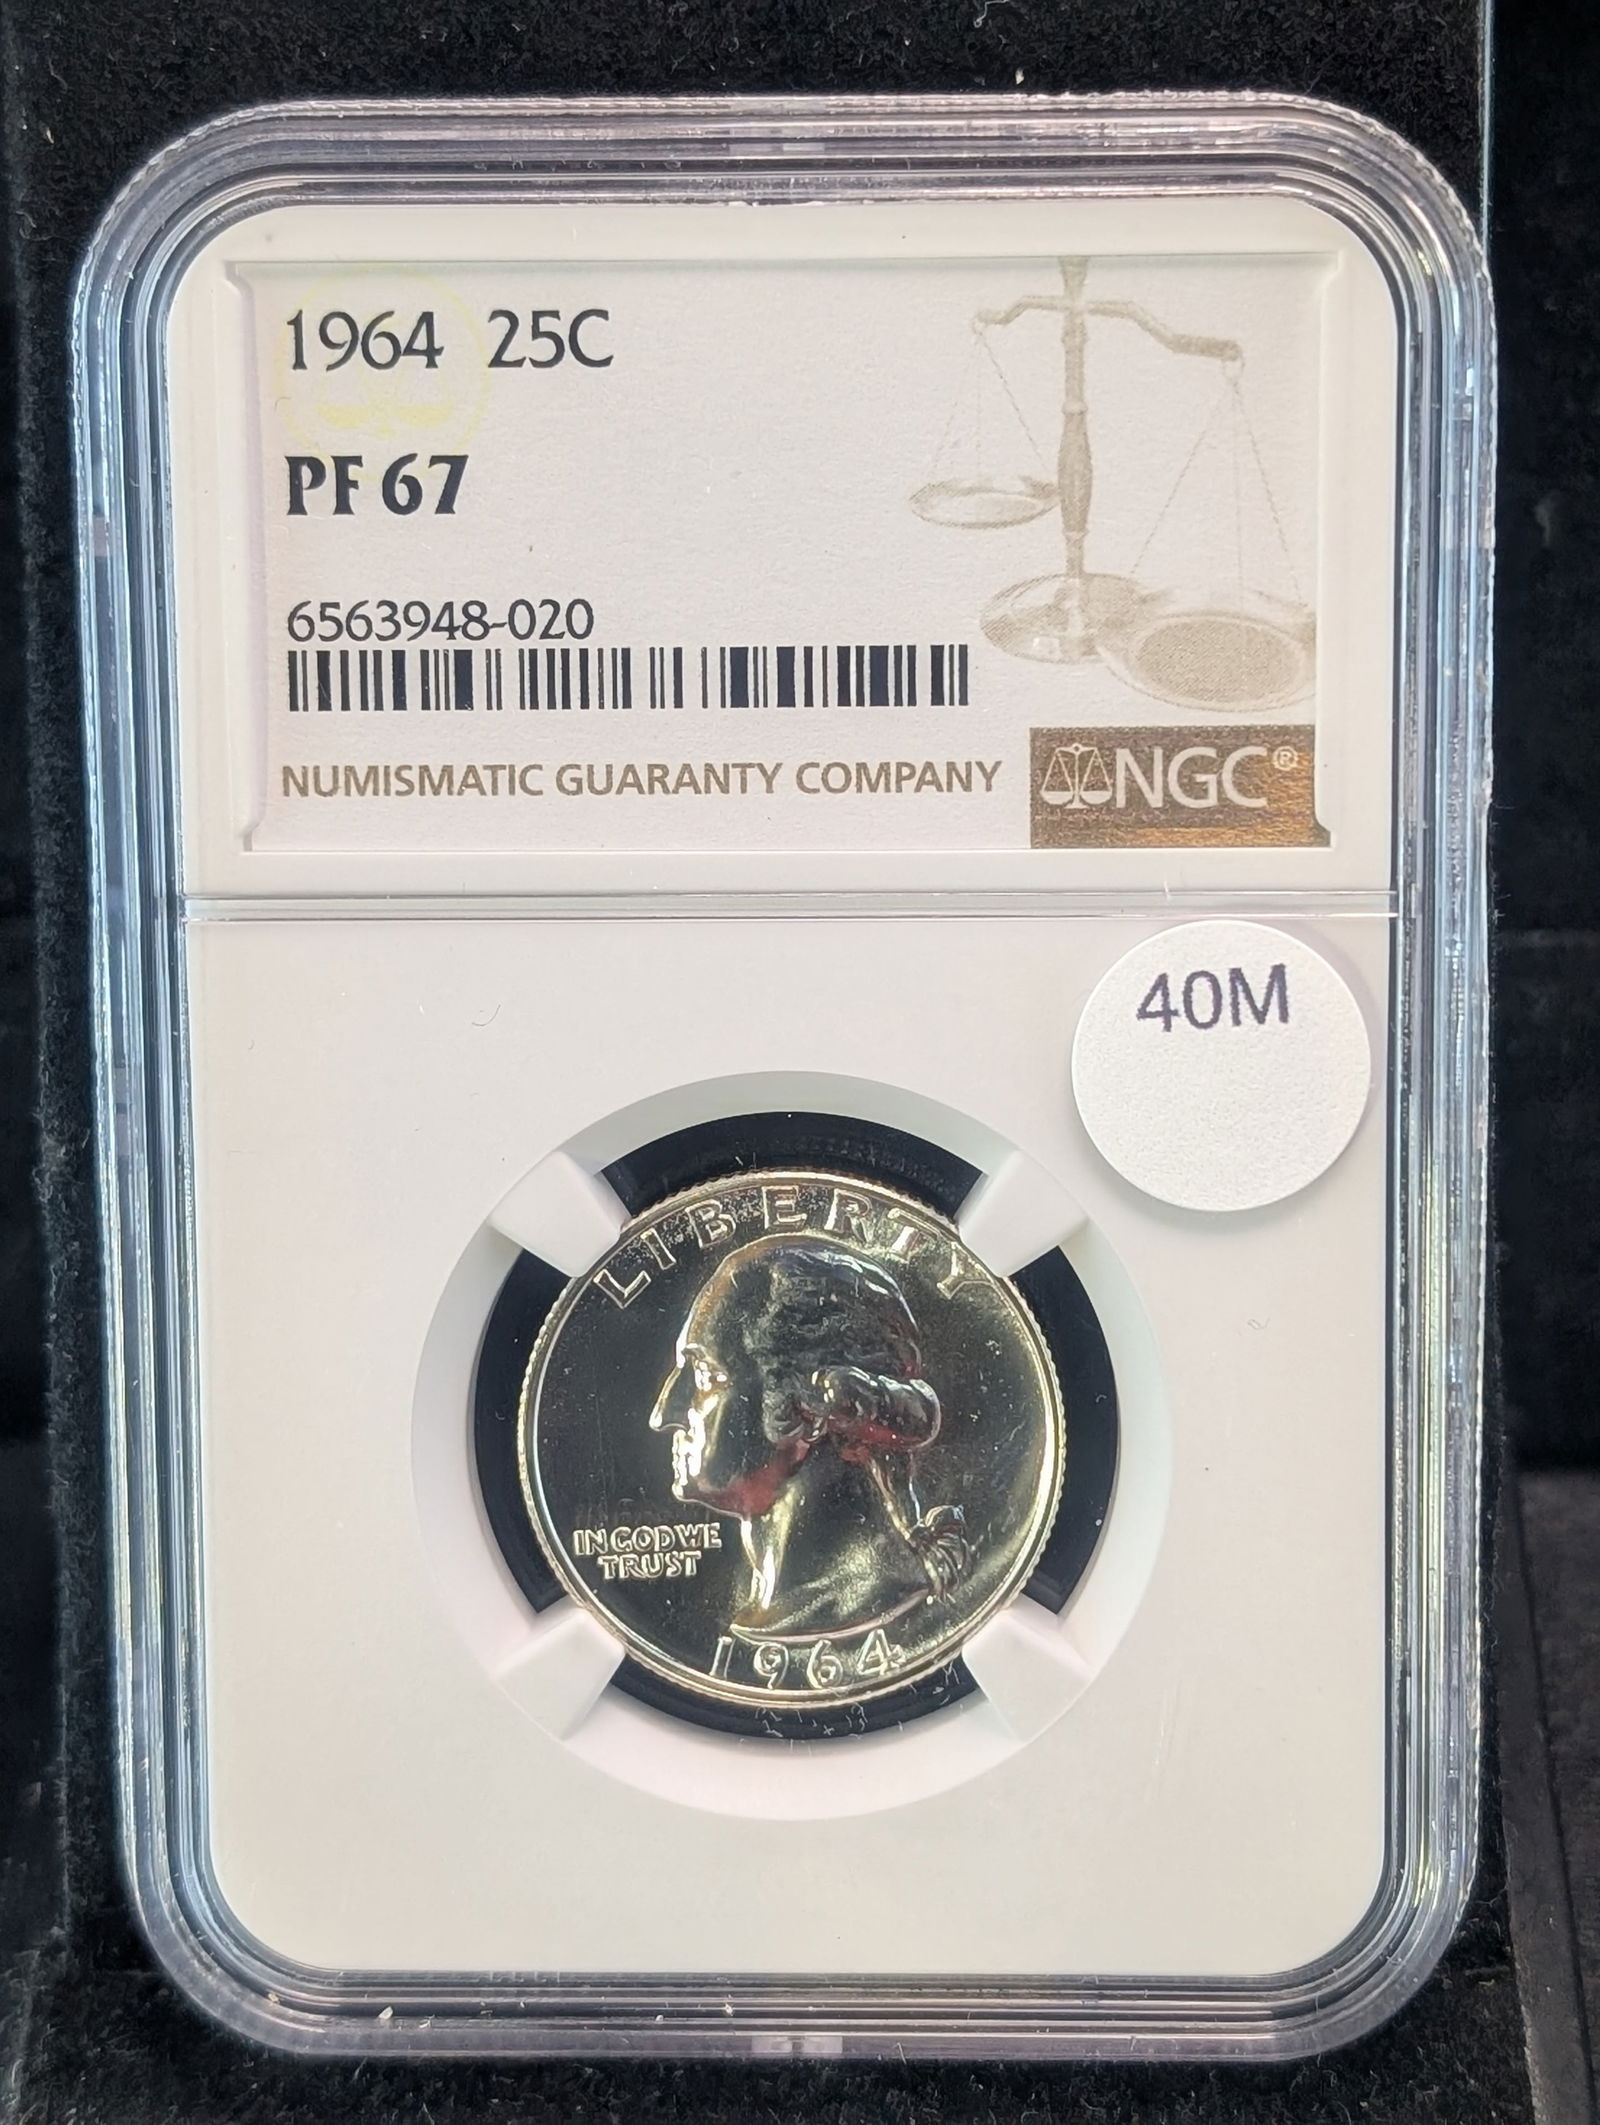 1964 25C
PF 67
6563948-020
NUMISMATIC GUARANTY COMPANY
NGC®
40M
LIBERTY
IN GOD WE
TRUST
1964